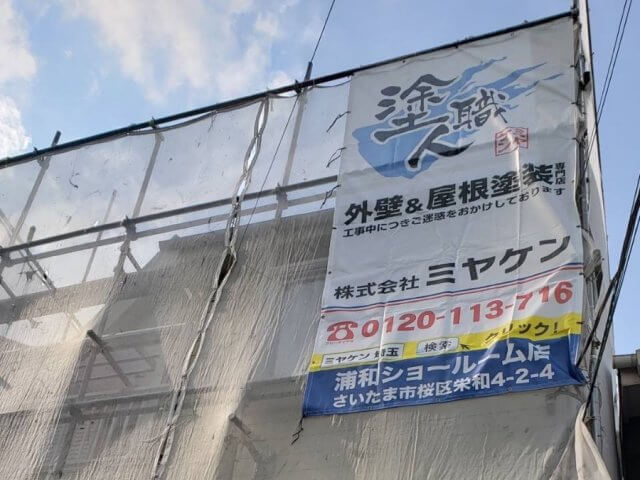 塗職人
外壁&屋根塗装専門店
工事中につきご迷惑をおかけしております
株式会社 ミヤケン
0120-113-716
ミヤケン 埼玉 検索 クリック!
浦和ショールーム店
さいたま市桜区栄和4-2-4